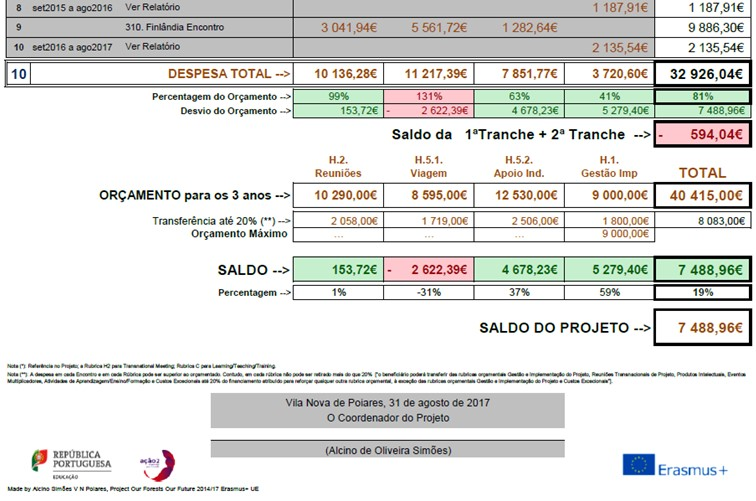 8 set2015 a ago2016 Ver Relatório 1 187,91€ 1 187,91€
9 310. Finlândia Encontro 3 041,94€ 5 561,72€ 1 282,64€ 9 886,30€
10 set2016 a ago2017 Ver Relatório 2 135,54€ 2 135,54€
10 DESPESA TOTAL --> 10 136,28€ 11 217,39€ 7 851,77€ 3 720,60€ 32 926,04€
Percentagem do Orçamento --> 99% 131% 63% 41% 81%
Desvio do Orçamento --> 153,72€ - 2 622,39€ 4 678,23€ 5 279,40€ 7 488,96€
Saldo da 1ªTranche + 2ª Tranche --> - 594,04€
H.2. H.5.1. H.5.2. H.1.
Reuniões Viagem Apoio Ind. Gestão Imp TOTAL
ORÇAMENTO para os 3 anos --> 10 290,00€ 8 595,00€ 12 530,00€ 9 000,00€ 40 415,00€
Transferência até 20% (**) --> 2 058,00€ 1 719,00€ 2 506,00€ 1 800,00€ 8 083,00€
Orçamento Máximo ... ... ... 9 000,00€
SALDO --> 153,72€ - 2 622,39€ 4 678,23€ 5 279,40€ 7 488,96€
Percentagem --> 1% -31% 37% 59% 19%
SALDO DO PROJETO --> 7 488,96€
Nota (*): Referência no Projeto; e Rubricas H2 para Transnational Meeting; Rubrics C para Learning/Teaching/Training.
Nota (**): A despesa em cada Encontro e em cada Rúbrica pode ser superior ao orçamentado. Contudo, em cada rúbrica não pode ser retirado mais do que 20% ("o beneficiário poderá transferir das rubricas orçamentais Gestão e Implementação do Projeto, Reuniões Transnacionais de Projeto, Produtos Intelectuais, Eventos
Multiplicadores, Atividades de Aprendizagem/Ensino/Formação e Custos Excecionais até 20% do financiamento atribuído para reforçar qualquer outra rubrica orçamental, à exceção das rubricas orçamentais Gestão e Implementação do Projeto e Custos Excecionais").
Vila Nova de Poiares, 31 de agosto de 2017
O Coordenador do Projeto
(Alcino de Oliveira Simões)
REPÚBLICA
PORTUGUESA
EDUCAÇÃO
Erasmus+
Made by Alcino Simões V N Poiares, Project Our Forests Our Future 2014/17 Erasmus+ UE